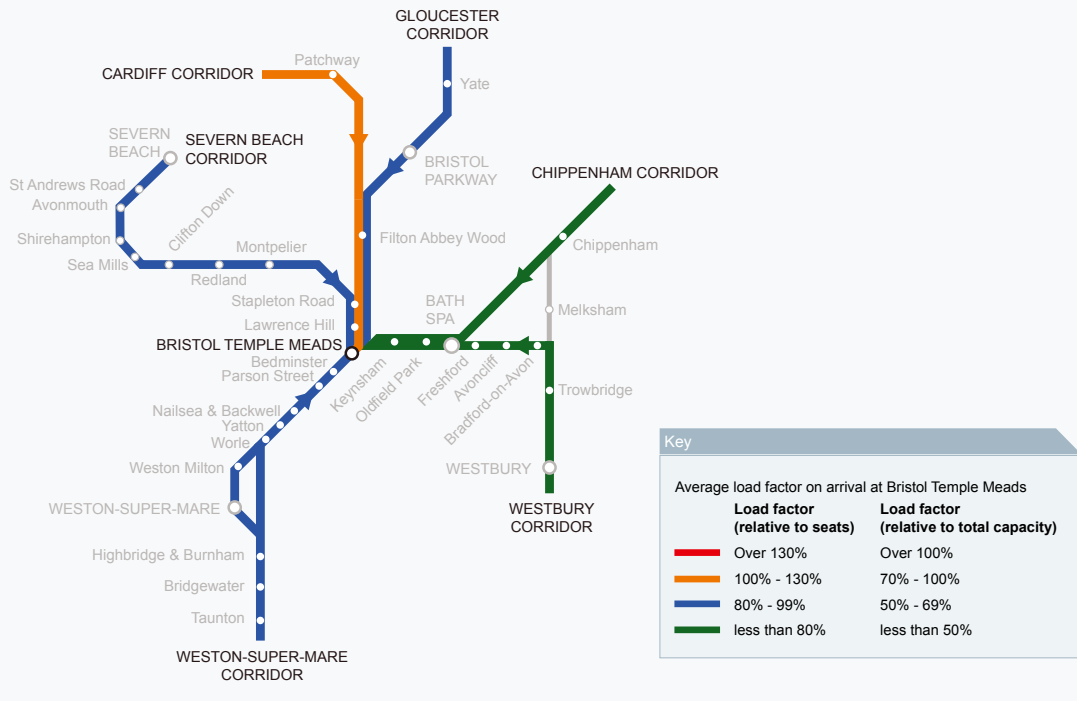 GLOUCESTER
CORRIDOR
Patchway
CARDIFF CORRIDOR
Yate
SEVERN
BEACH
SEVERN BEACH
CORRIDOR
BRISTOL
PARKWAY
CHIPPENHAM CORRIDOR
St Andrews Road
Avonmouth
Clifton Down
Shirehampton
Montpelier
Filton Abbey Wood
Chippenham
Sea Mills
Redland
Stapleton Road
BATH
SPA
Melksham
Lawrence Hill
BRISTOL TEMPLE MEADS
Bedminster
Parson Street
Keynsham
Oldfield Park
Freshford
Avoncliff
Bradford-on-Avon
Trowbridge
Nailsea & Backwell
Yatton
Worle
Weston Milton
WESTBURY
WESTON-SUPER-MARE
WESTBURY
CORRIDOR
Highbridge & Burnham
Bridgewater
Taunton
WESTON-SUPER-MARE
CORRIDOR
Key
Average load factor on arrival at Bristol Temple Meads
Load factor
(relative to seats)
Load factor
(relative to total capacity)
Over 130% Over 100%
100% - 130% 70% - 100%
80% - 99% 50% - 69%
less than 80% less than 50%